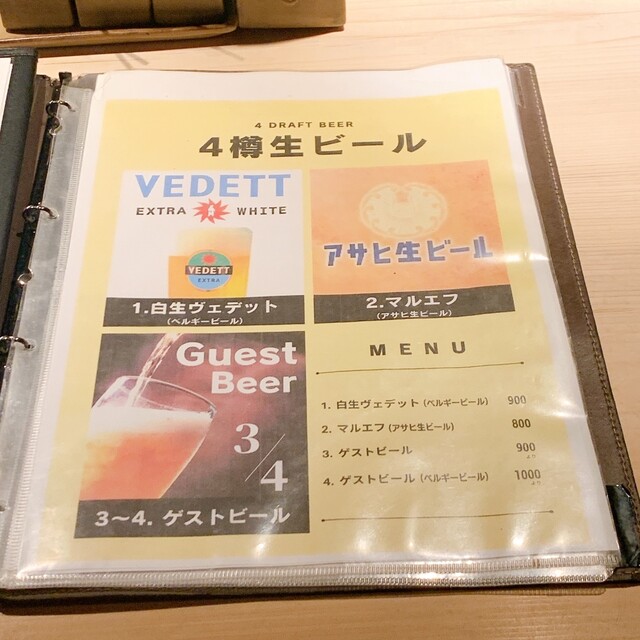 4 DRAFT BEER
4樽生ビール
VEDETT
EXTRA WHITE
VEDETT
EXTRA
1.白生ヴェデット
(ベルギービール)
アサヒ生ビール
2.マルエフ
(アサヒ生ビール)
Guest
Beer
3/4
3〜4. ゲストビール
MENU
1. 白生ヴェデット(ベルギービール) 900
2. マルエフ(アサヒ生ビール) 800
3. ゲストビール 900
より
4. ゲストビール(ベルギービール) 1000
より